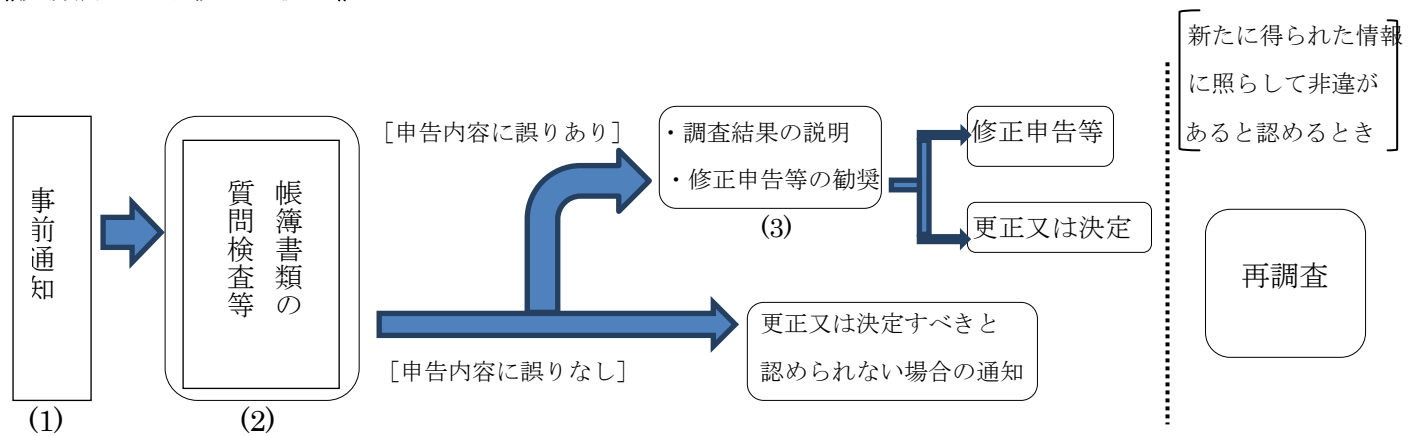 事前通知
(1)
帳簿書類の
質問検査等
(2)
［申告内容に誤りあり］
・調査結果の説明
・修正申告等の勧奨
(3)
修正申告等
更正又は決定
［申告内容に誤りなし］
更正又は決定すべきと
認められない場合の通知
新たに得られた情報
に照らして非違が
あると認めるとき
再調査